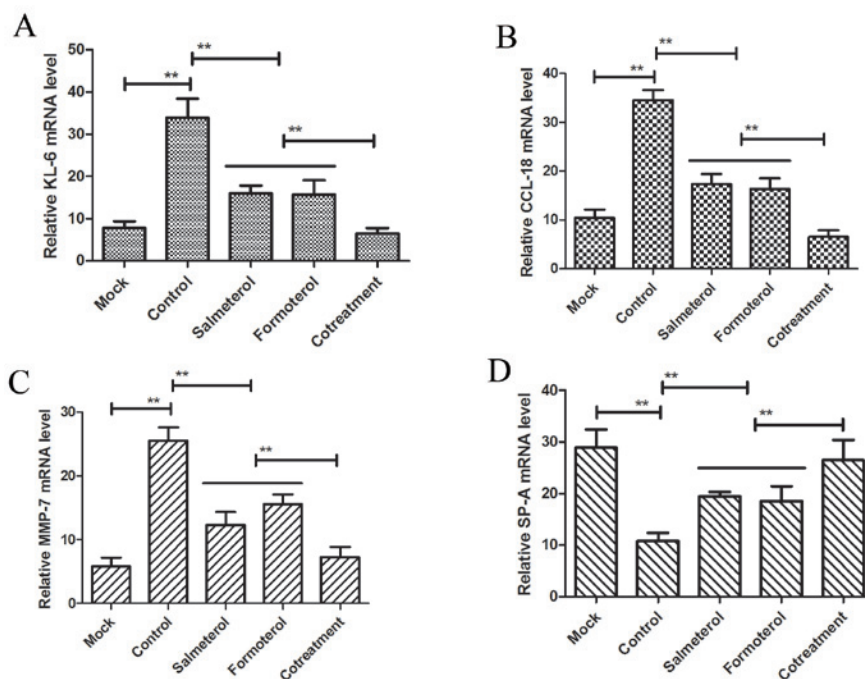 A
Relative KL-6 mRNA level
50
40
30
20
10
0
**
**
**
Mock
Control
Salmeterol
Formoterol
Cotreatment
B
Relative CCL-18 mRNA level
40
30
20
10
0
**
**
**
Mock
Control
Salmeterol
Formoterol
Cotreatment
C
Relative MMP-7 mRNA level
30
20
10
0
**
**
**
Mock
Control
Salmeterol
Formoterol
Cotreatment
D
Relative SP-A mRNA level
40
30
20
10
0
**
**
**
Mock
Control
Salmeterol
Formoterol
Cotreatment